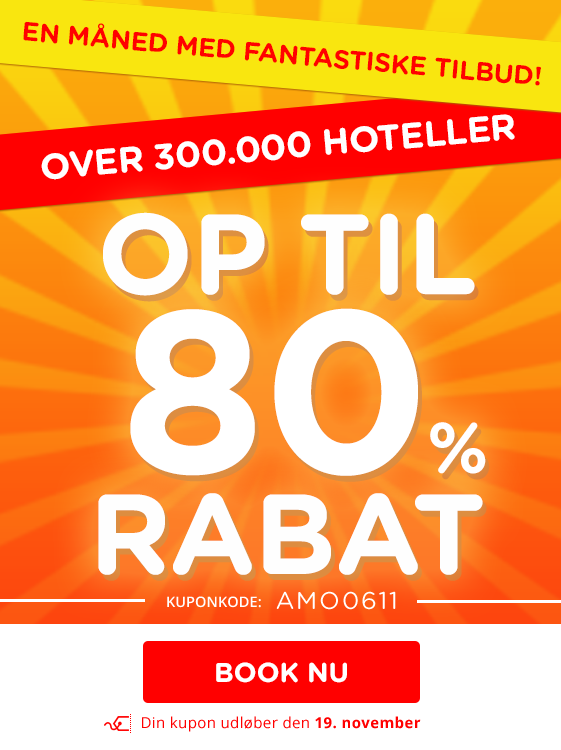 EN MÅNED MED FANTASTISKE TILBUD!
OVER 300.000 HOTELLER
OP TIL
80%
RABAT
KUPONKODE: AMO0611
BOOK NU
Din kupon udløber den 19. november